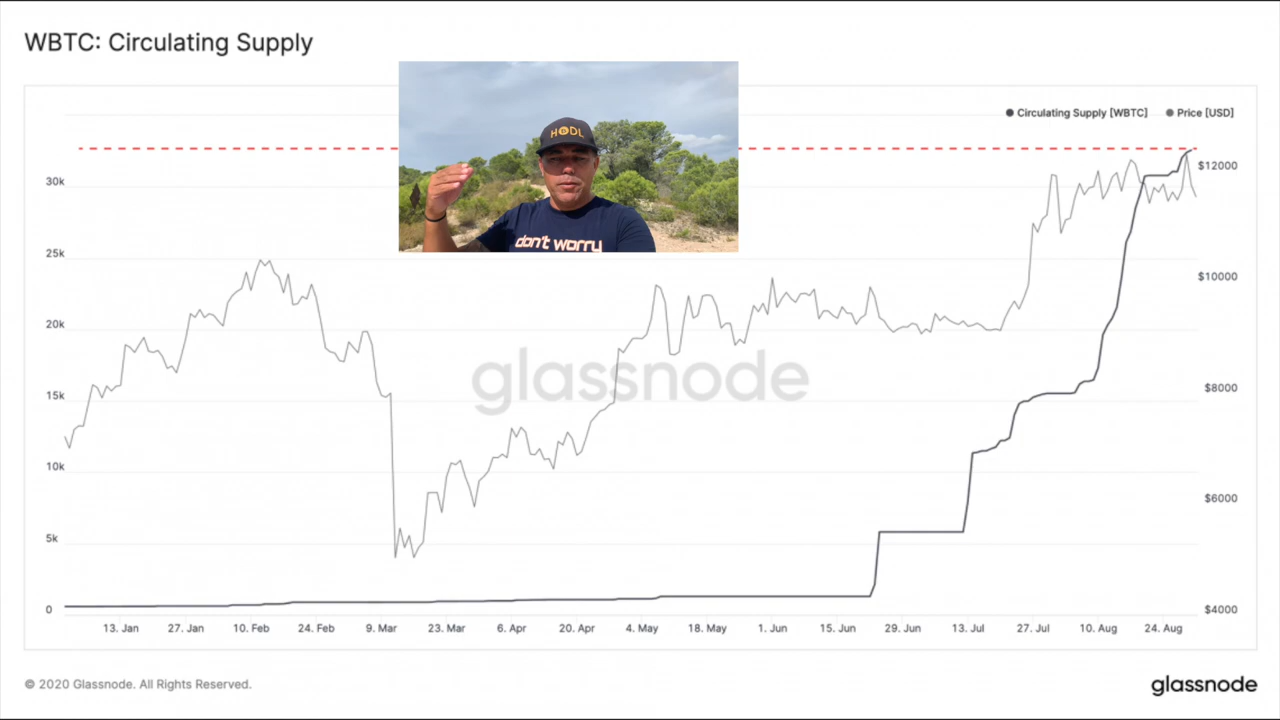 WBTC: Circulating Supply
Circulating Supply [WBTC] Price [USD]
HODL
don't worry
30k
25k
20k
15k
10k
5k
0
$12000
$10000
$8000
$6000
$4000
glassnode
13. Jan 27. Jan 10. Feb 24. Feb 9. Mar 23. Mar 6. Apr 20. Apr 4. May 18. May 1. Jun 15. Jun 29. Jun 13. Jul 27. Jul 10. Aug 24. Aug
© 2020 Glassnode. All Rights Reserved.
glassnode